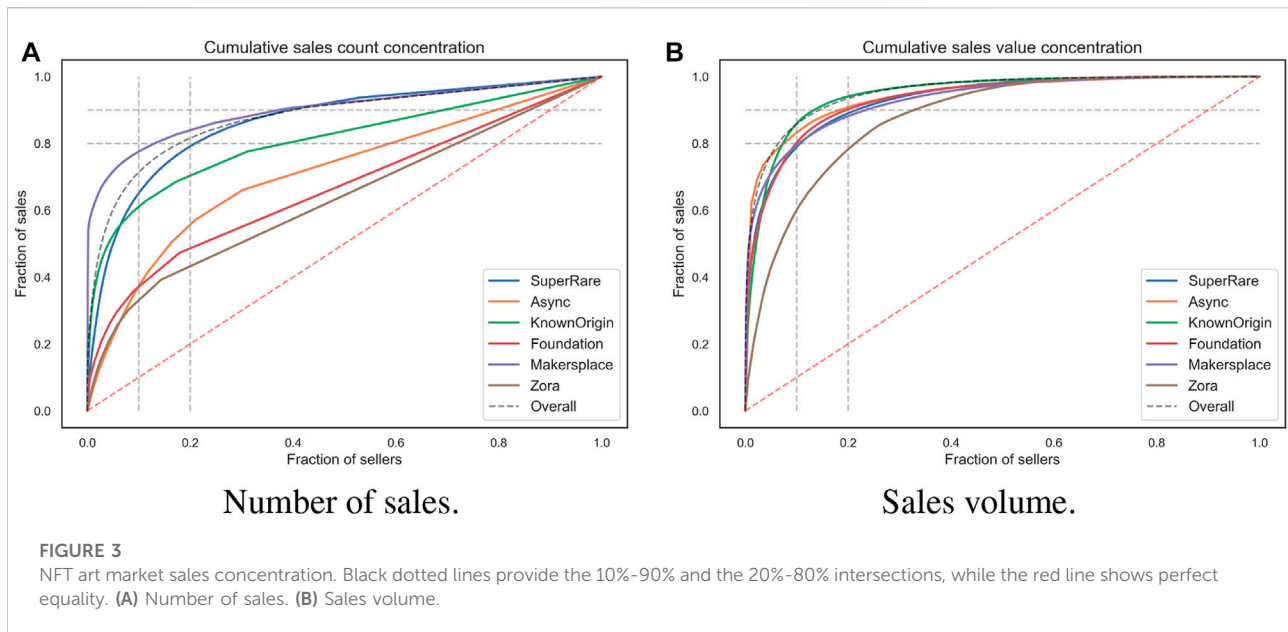 A
Cumulative sales count concentration
1.0
0.8
0.6
0.4
0.2
0.0
Fraction of sales
0.0 0.2 0.4 0.6 0.8 1.0
Fraction of sellers
SuperRare
Async
KnownOrigin
Foundation
Makersplace
Zora
Overall
Number of sales.
B
Cumulative sales value concentration
1.0
0.8
0.6
0.4
0.2
0.0
Fraction of sales
0.0 0.2 0.4 0.6 0.8 1.0
Fraction of sellers
SuperRare
Async
KnownOrigin
Foundation
Makersplace
Zora
Overall
Sales volume.
FIGURE 3
NFT art market sales concentration. Black dotted lines provide the 10%-90% and the 20%-80% intersections, while the red line shows perfect
equality. (A) Number of sales. (B) Sales volume.